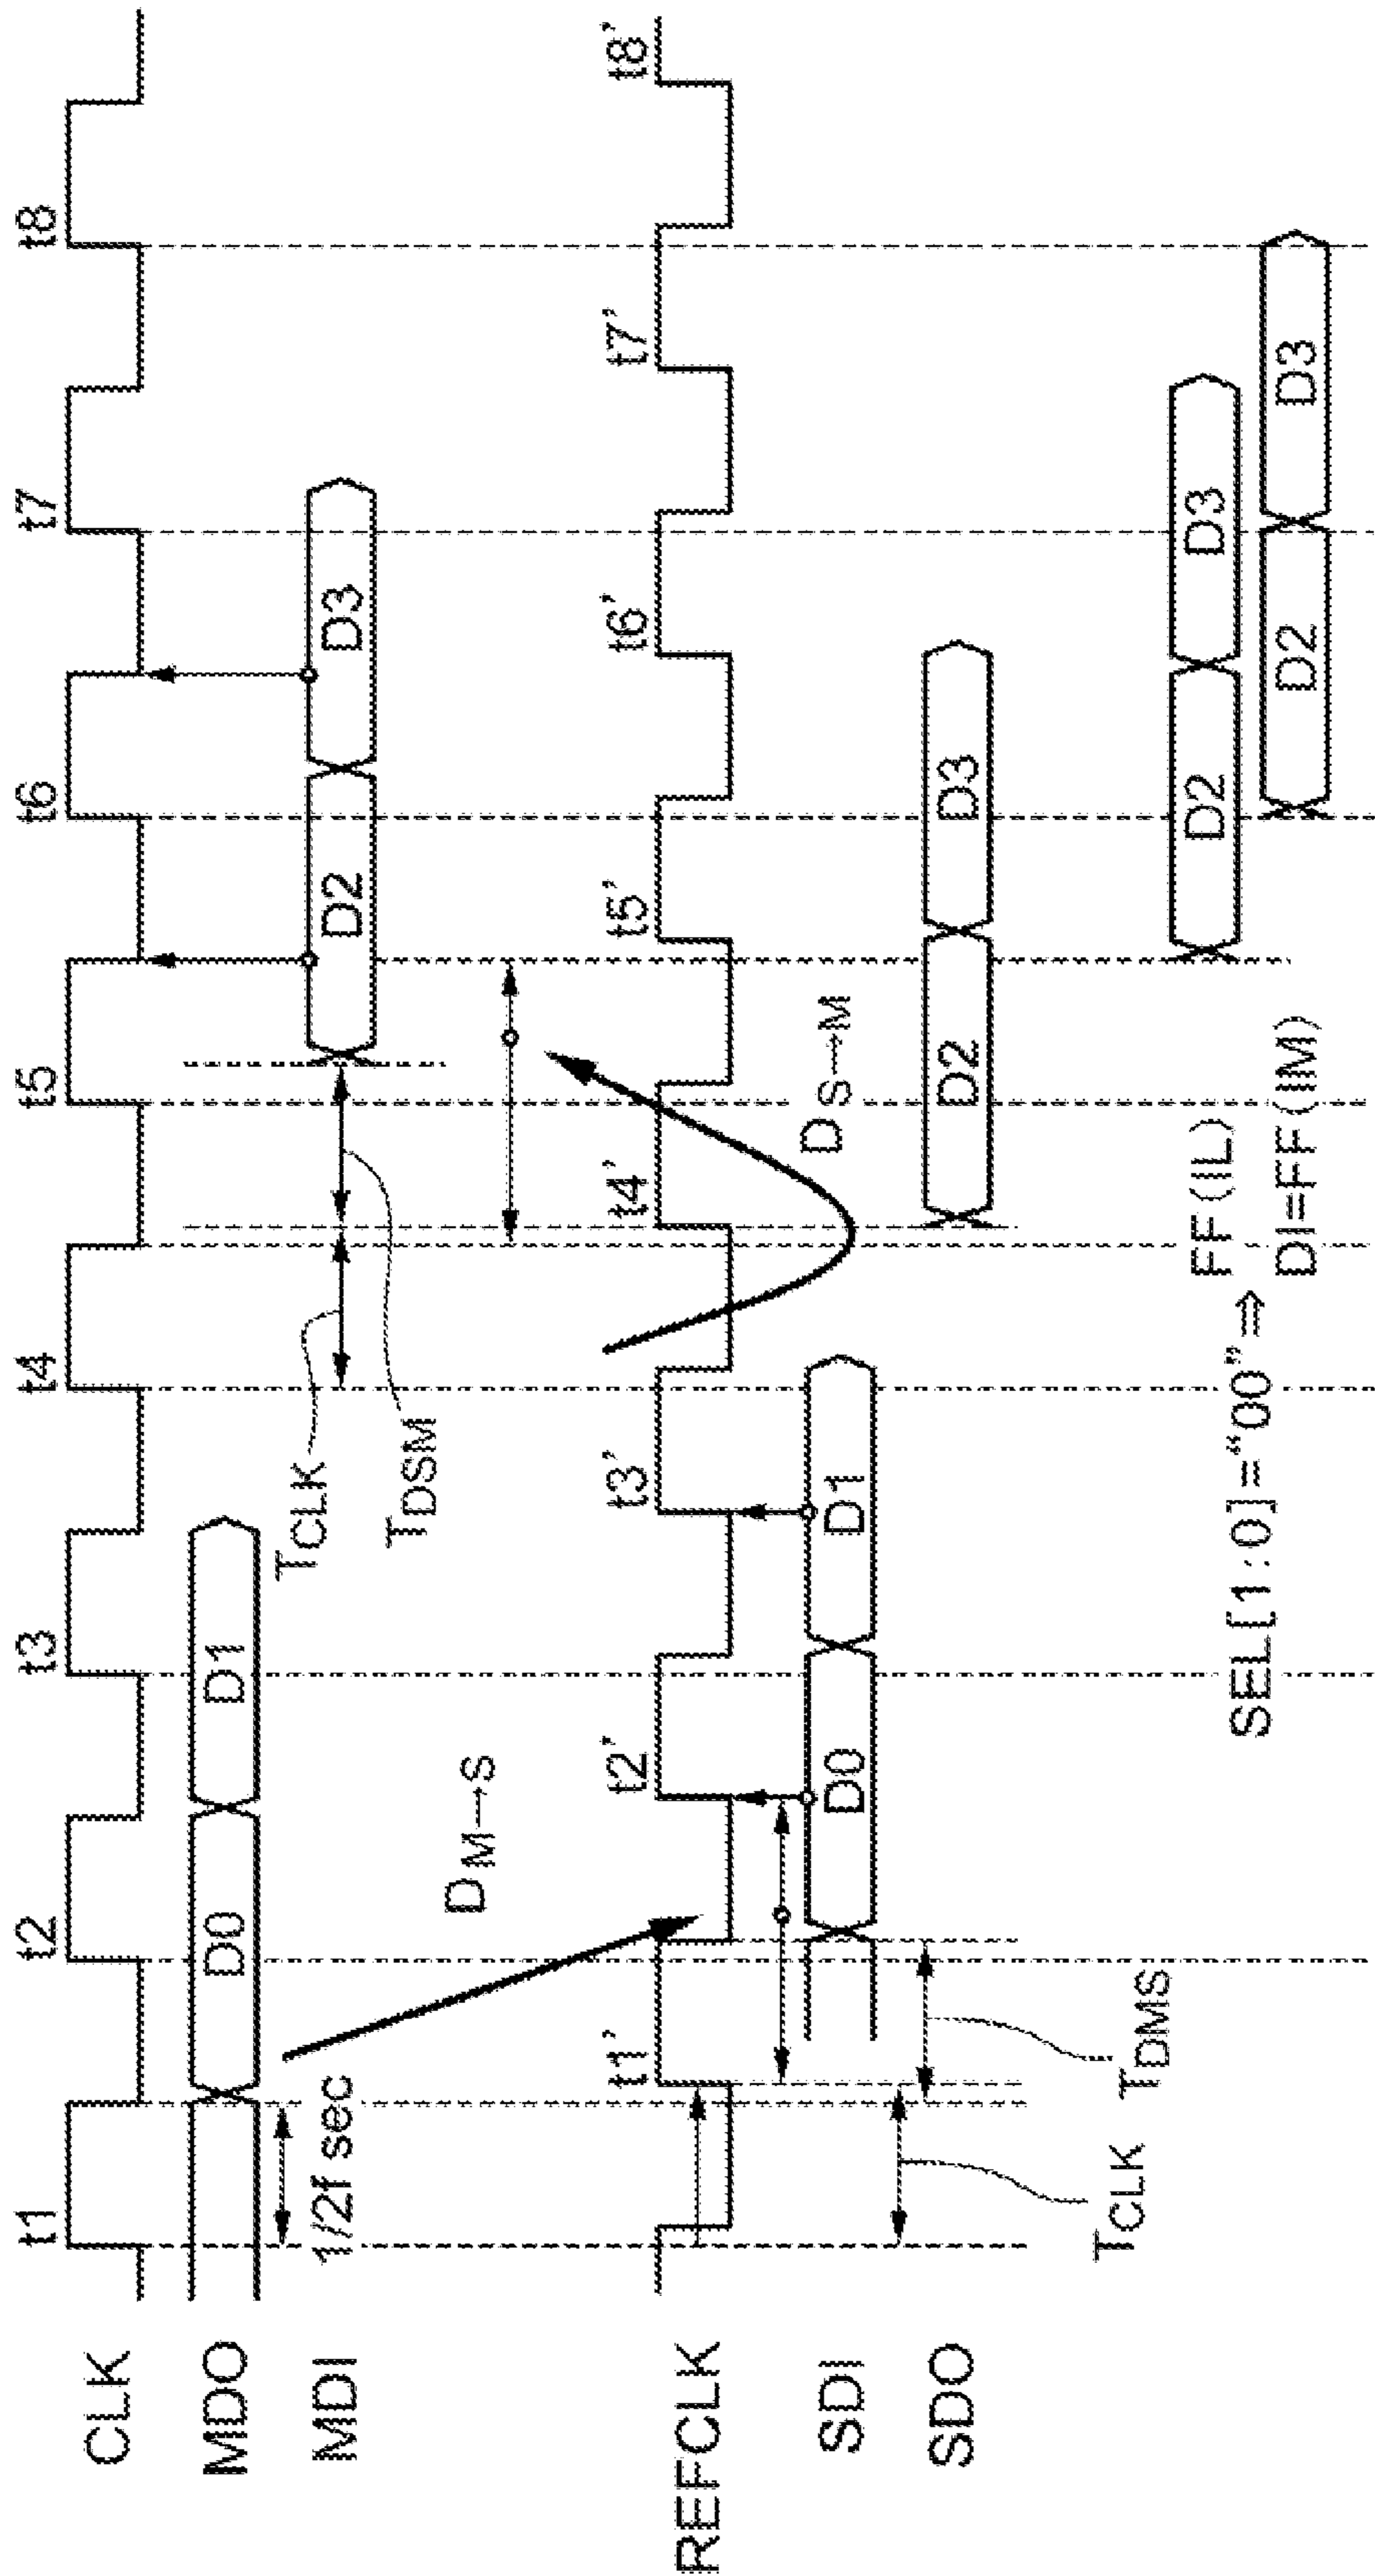 t1 t2 t3 t4 t5 t6 t7 t8
CLK
MDO D0 D1
MDI D2 D3
1/2f sec
TCLK
TDSM
DM→S
t1' t2' t3' t4' t5' t6' t7' t8'
REFCLK
DS→M
SDI D0 D1
SDO D2 D3
TDMS
TCLK
FF(IL) D2 D3
SEL[1:0]="00"⇒
DI=FF(IM) D2 D3